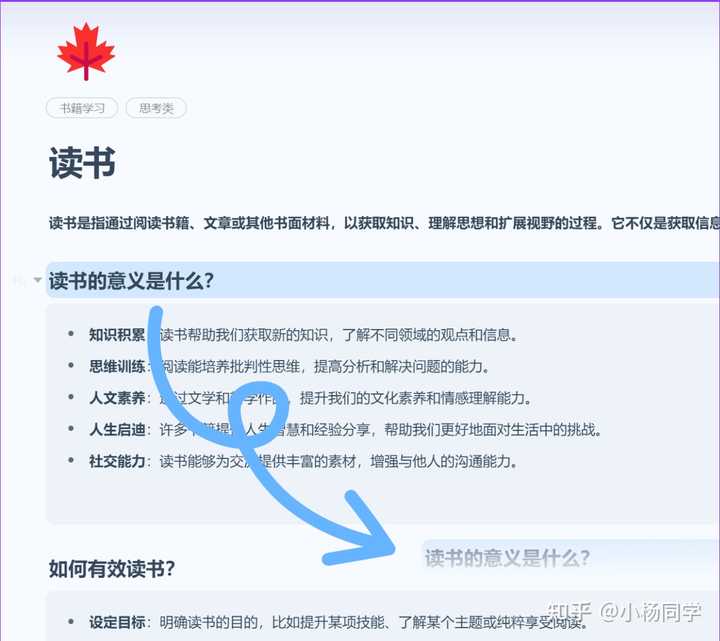 书籍学习 思考类
读书
读书是指通过阅读书籍、文章或其他书面材料，以获取知识、理解思想和扩展视野的过程。它不仅是获取信息
读书的意义是什么？
知识积累 读书帮助我们获取新的知识，了解不同领域的观点和信息。
思维训练：阅读能培养批判性思维，提高分析和解决问题的能力。
人文素养：通过文学和 学作 ，提升我们的文化素养和情感理解能力。
人生启迪：许多书籍提 人生智慧和经验分享，帮助我们更好地面对生活中的挑战。
社交能力：读书能够为交流提供丰富的素材，增强与他人的沟通能力。
读书的意义是什么？
如何有效读书？
设定目标：明确读书的目的，比如提升某项技能、了解某个主题或纯粹享受阅读。
知乎 @小杨同学